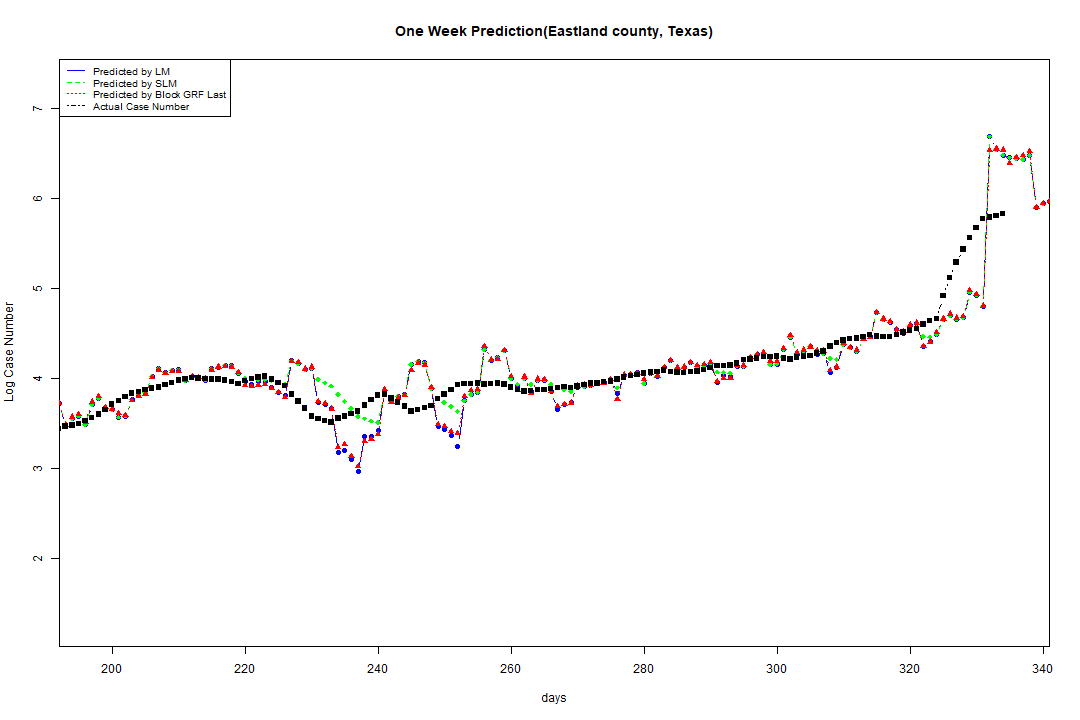 One Week Prediction(Eastland county, Texas)
Predicted by LM
Predicted by SLM
Predicted by Block GRF Last
Actual Case Number
7
6
5
4
3
2
Log Case Number
200 220 240 260 280 300 320 340
days